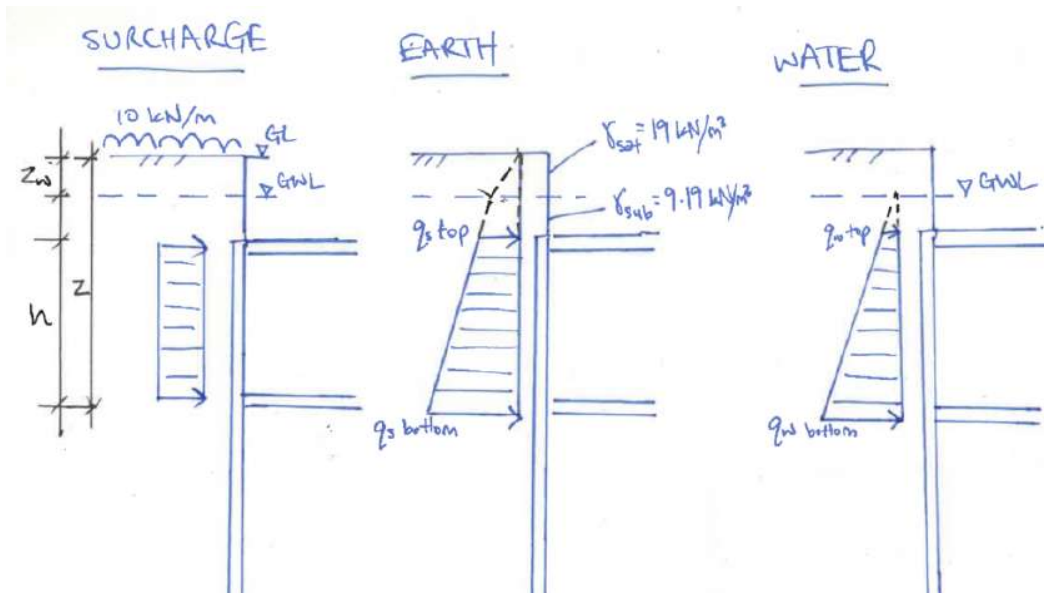 SURCHARGE
10 kN/m
GL
GWL
Zw
Z
h
EARTH
γsat = 19 kN/m³
γsub = 9.19 kN/m³
qs top
qs bottom
WATER
GWL
qw top
qw bottom